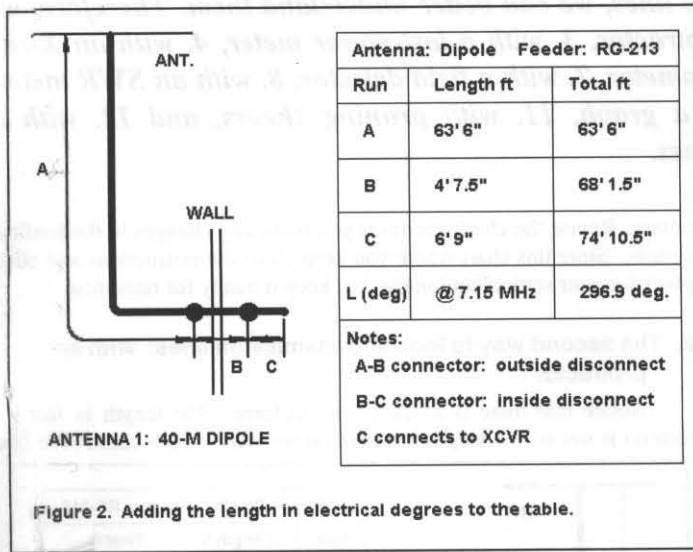 ANT.
A
WALL
B C
ANTENNA 1: 40-M DIPOLE
Antenna: Dipole Feeder: RG-213
Run Length ft Total ft
A 63' 6" 63' 6"
B 4' 7.5" 68' 1.5"
C 6' 9" 74' 10.5"
L (deg) @ 7.15 MHz 296.9 deg.
Notes:
A-B connector: outside disconnect
B-C connector: inside disconnect
C connects to XCVR
Figure 2. Adding the length in electrical degrees to the table.